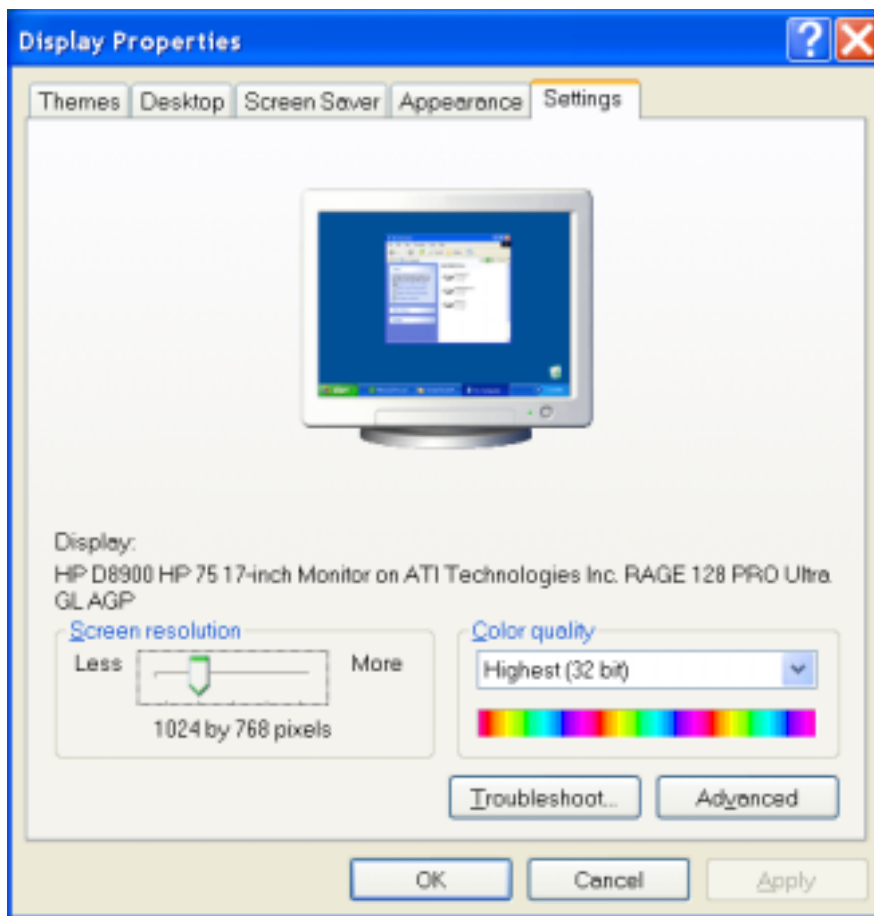 Display Properties
?
Themes Desktop Screen Saver Appearance Settings
Display:
HP D8900 HP 75 17-inch Monitor on ATI Technologies Inc. RAGE 128 PRO Ultra
GL AGP
Screen resolution
Color quality
Less
More
Highest (32 bit)
1024 by 768 pixels
Troubleshoot...
Advanced
OK
Cancel
Apply